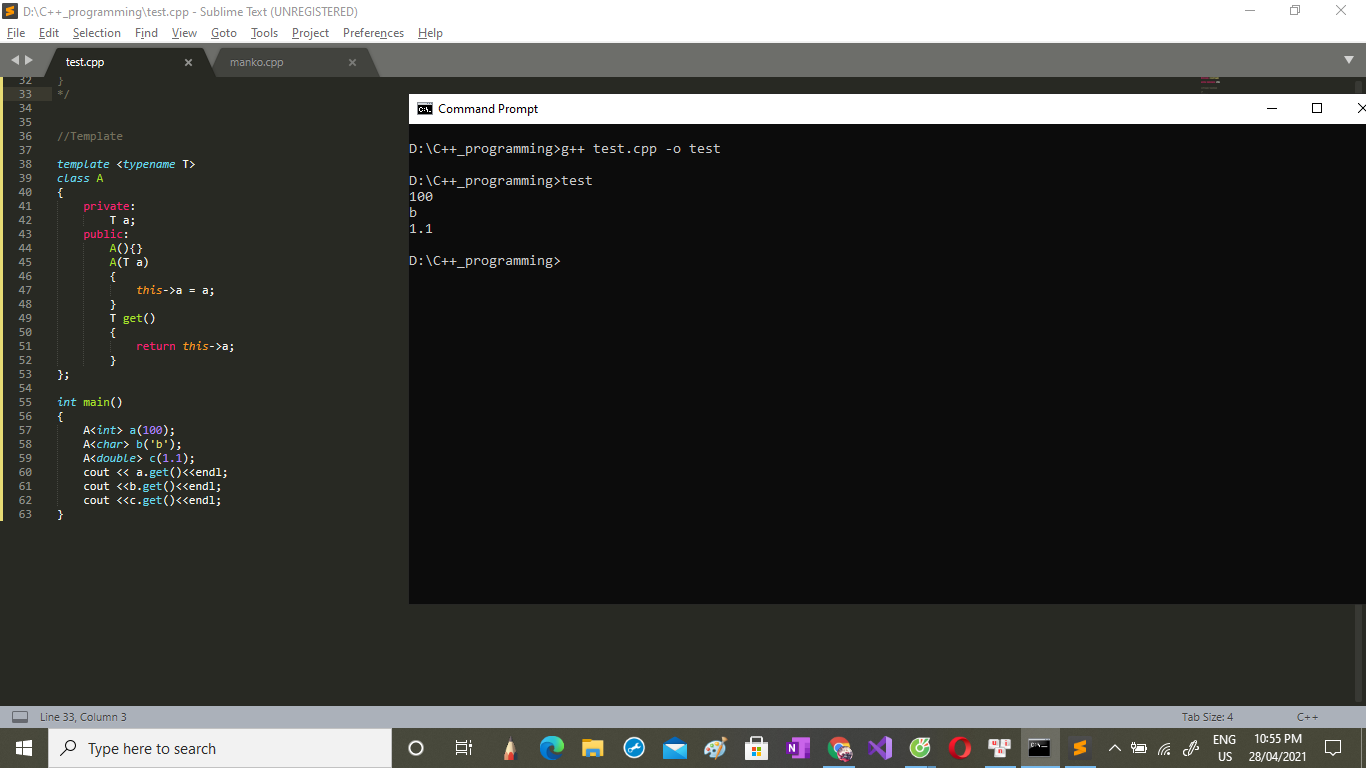 D:\C++_programming\test.cpp - Sublime Text (UNREGISTERED)
File Edit Selection Find View Goto Tools Project Preferences Help
test.cpp manko.cpp
32 }
33 */
34
35
36 //Template
37
38 template <typename T>
39 class A
40 {
41 private:
42 T a;
43 public:
44 A(){}
45 A(T a)
46 {
47 this->a = a;
48 }
49 T get()
50 {
51 return this->a;
52 }
53 };
54
55 int main()
56 {
57 A<int> a(100);
58 A<char> b('b');
59 A<double> c(1.1);
60 cout << a.get()<<endl;
61 cout <<b.get()<<endl;
62 cout <<c.get()<<endl;
63 }
Command Prompt
D:\C++_programming>g++ test.cpp -o test
D:\C++_programming>test
100
b
1.1
D:\C++_programming>
Line 33, Column 3 Tab Size: 4 C++
Type here to search
ENG
US
10:55 PM
28/04/2021